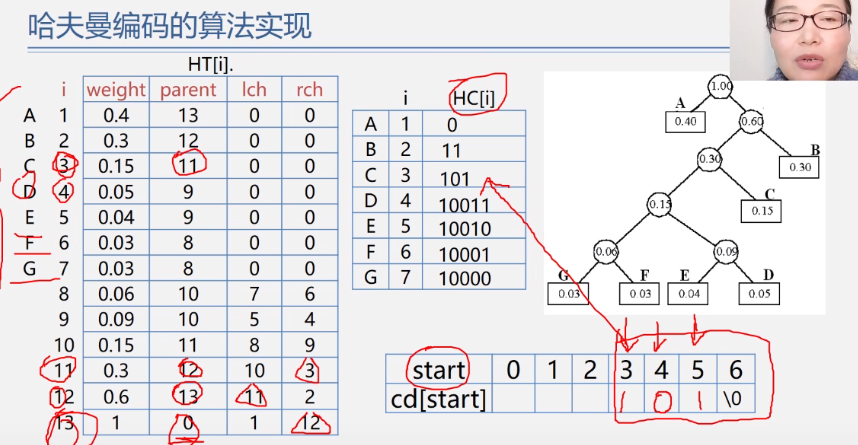 哈夫曼编码的算法实现
HT[i].
i weight parent lch rch
A 1 0.4 13 0 0
B 2 0.3 12 0 0
C 3 0.15 11 0 0
D 4 0.05 9 0 0
E 5 0.04 9 0 0
F 6 0.03 8 0 0
G 7 0.03 8 0 0
8 0.06 10 7 6
9 0.09 10 5 4
10 0.15 11 8 9
11 0.3 12 10 3
12 0.6 13 11 2
13 1 0 1 12
i HC[i]
A 1 0
B 2 11
C 3 101
D 4 10011
E 5 10010
F 6 10001
G 7 10000
1.00
A
0.40
0.60
B
0.30
0.30
C
0.15
0.15
0.06
0.09
G F E D
0.03 0.03 0.04 0.05
start 0 1 2 3 4 5 6
cd[start] 1 0 1 \0